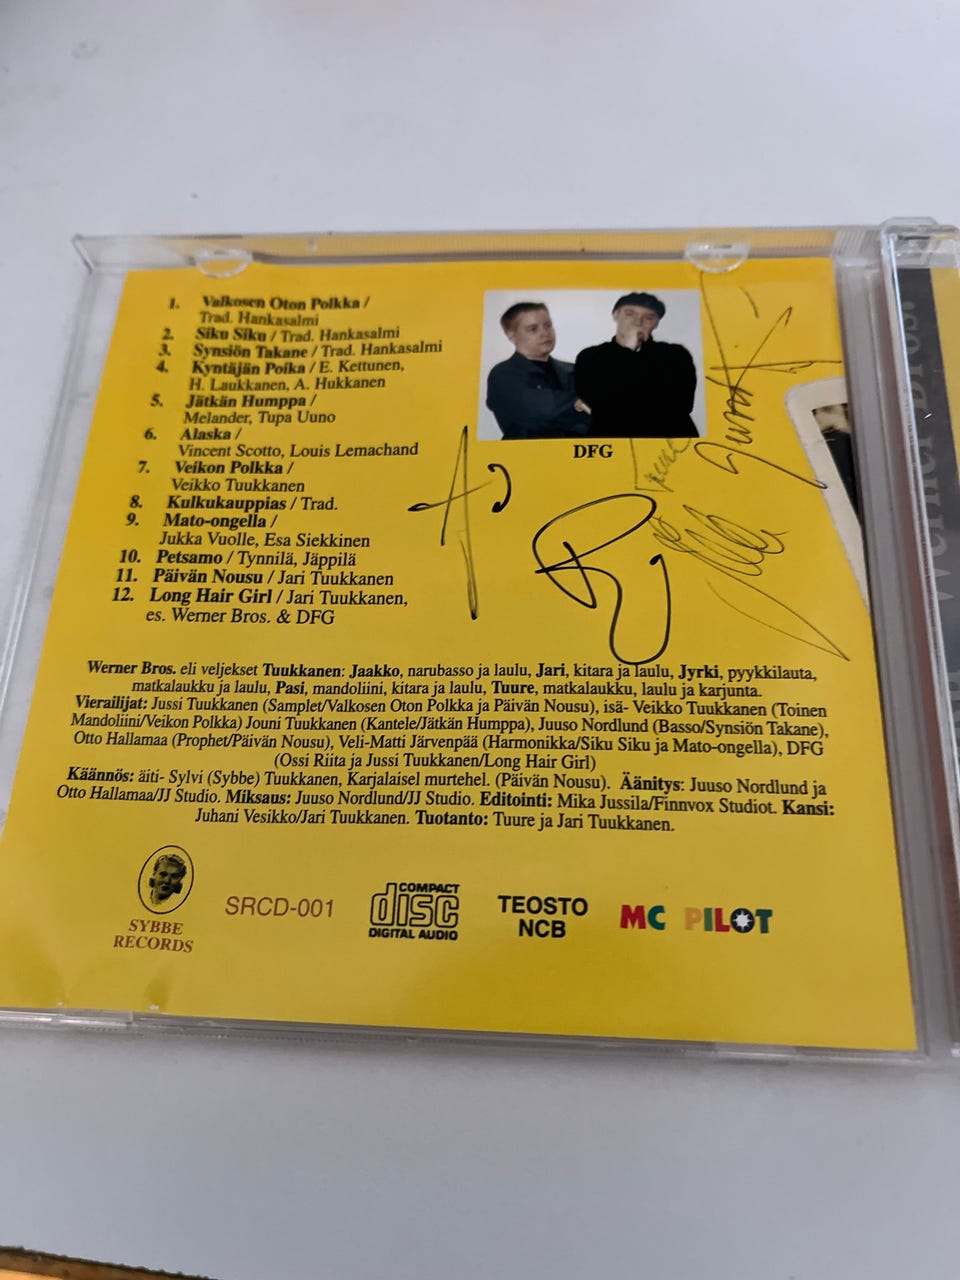 1. Valkosen Oton Polkka /
Trad. Hankasalmi
2. Siku Siku / Trad. Hankasalmi
3. Synsiön Takane / Trad. Hankasalmi
4. Kyntäjän Poika / E. Kettunen,
H. Laukkanen, A. Hukkanen
5. Jätkän Humppa /
Melander, Tupa Uuno
6. Alaska /
Vincent Scotto, Louis Lemachand
7. Veikon Polkka /
Veikko Tuukkanen
8. Kulkukauppias / Trad.
9. Mato-ongella /
Jukka Vuolle, Esa Siekkinen
10. Petsamo / Tynnilä, Jäppilä
11. Päivän Nousu / Jari Tuukkanen
12. Long Hair Girl / Jari Tuukkanen,
es. Werner Bros. & DFG
DFG
Werner Bros. eli veljekset Tuukkanen: Jaakko, narubasso ja laulu, Jari, kitara ja laulu, Jyrki, pyykkilauta,
matkalaukku ja laulu, Pasi, mandoliini, kitara ja laulu, Tuure, matkalaukku, laulu ja karjunta.
Vierailijat: Jussi Tuukkanen (Samplet/Valkosen Oton Polkka ja Päivän Nousu), isä- Veikko Tuukkanen (Toinen
Mandoliini/Veikon Polkka) Jouni Tuukkanen (Kantele/Jätkän Humppa), Juuso Nordlund (Basso/Synsiön Takane),
Otto Hallamaa (Prophet/Päivän Nousu), Veli-Matti Järvenpää (Harmonikka/Siku Siku ja Mato-ongella), DFG
(Ossi Riita ja Jussi Tuukkanen/Long Hair Girl)
Käännös: äiti- Sylvi (Sybbe) Tuukkanen, Karjalaisel murtehel. (Päivän Nousu). Äänitys: Juuso Nordlund ja
Otto Hallamaa/JJ Studio. Miksaus: Juuso Nordlund/JJ Studio. Editointi: Mika Jussila/Finnvox Studiot. Kansi:
Juhani Vesikko/Jari Tuukkanen. Tuotanto: Tuure ja Jari Tuukkanen.
SYBBE
RECORDS
SRCD-001
COMPACT
disc
DIGITAL AUDIO
TEOSTO
NCB
MC PILOT
Werner Bros.